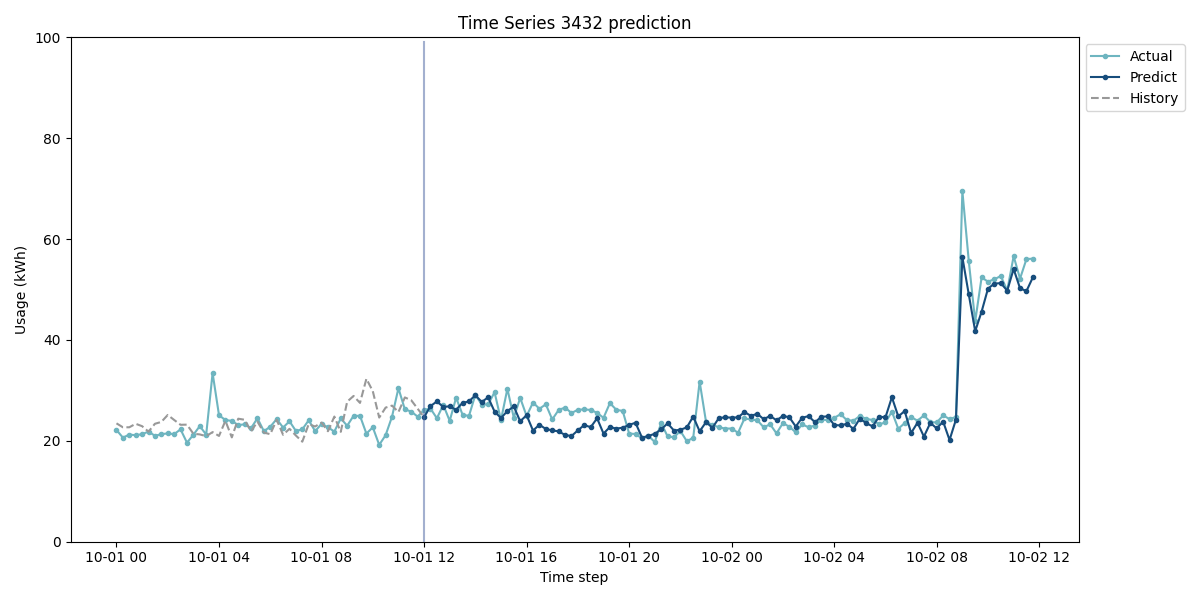 Time Series 3432 prediction
100
80
60
40
20
0
Usage (kWh)
10-01 00
10-01 04
10-01 08
10-01 12
10-01 16
10-01 20
10-02 00
10-02 04
10-02 08
10-02 12
Time step
Actual
Predict
History